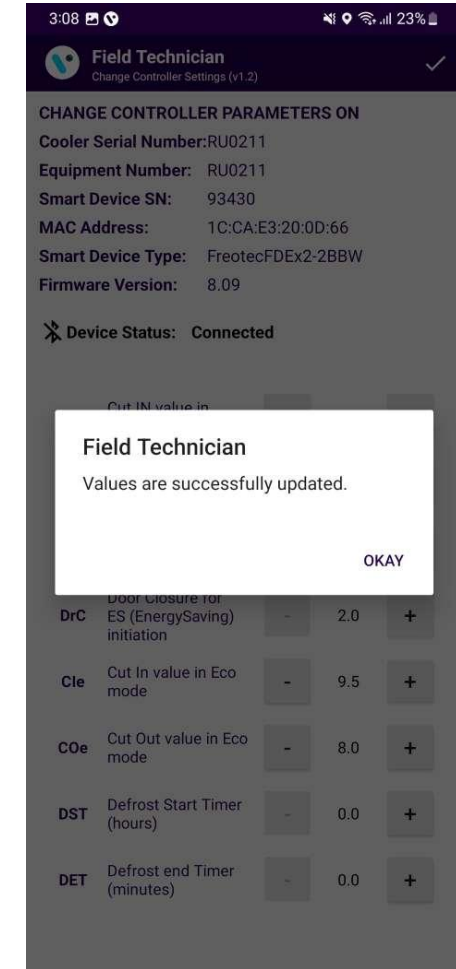 3:08 23%
Field Technician
Change Controller Settings (v1.2)
CHANGE CONTROLLER PARAMETERS ON
Cooler Serial Number:RU0211
Equipment Number: RU0211
Smart Device SN: 93430
MAC Address: 1C:CA:E3:20:0D:66
Smart Device Type: FreotecFDEx2-2BBW
Firmware Version: 8.09
Device Status: Connected
Cut IN value in
Field Technician
Values are successfully updated.
OKAY
Door Closure for
DrC ES (EnergySaving) - 2.0 +
initiation
CIe Cut In value in Eco - 9.5 +
mode
COe Cut Out value in Eco - 8.0 +
mode
DST Defrost Start Timer - 0.0 +
(hours)
DET Defrost end Timer - 0.0 +
(minutes)